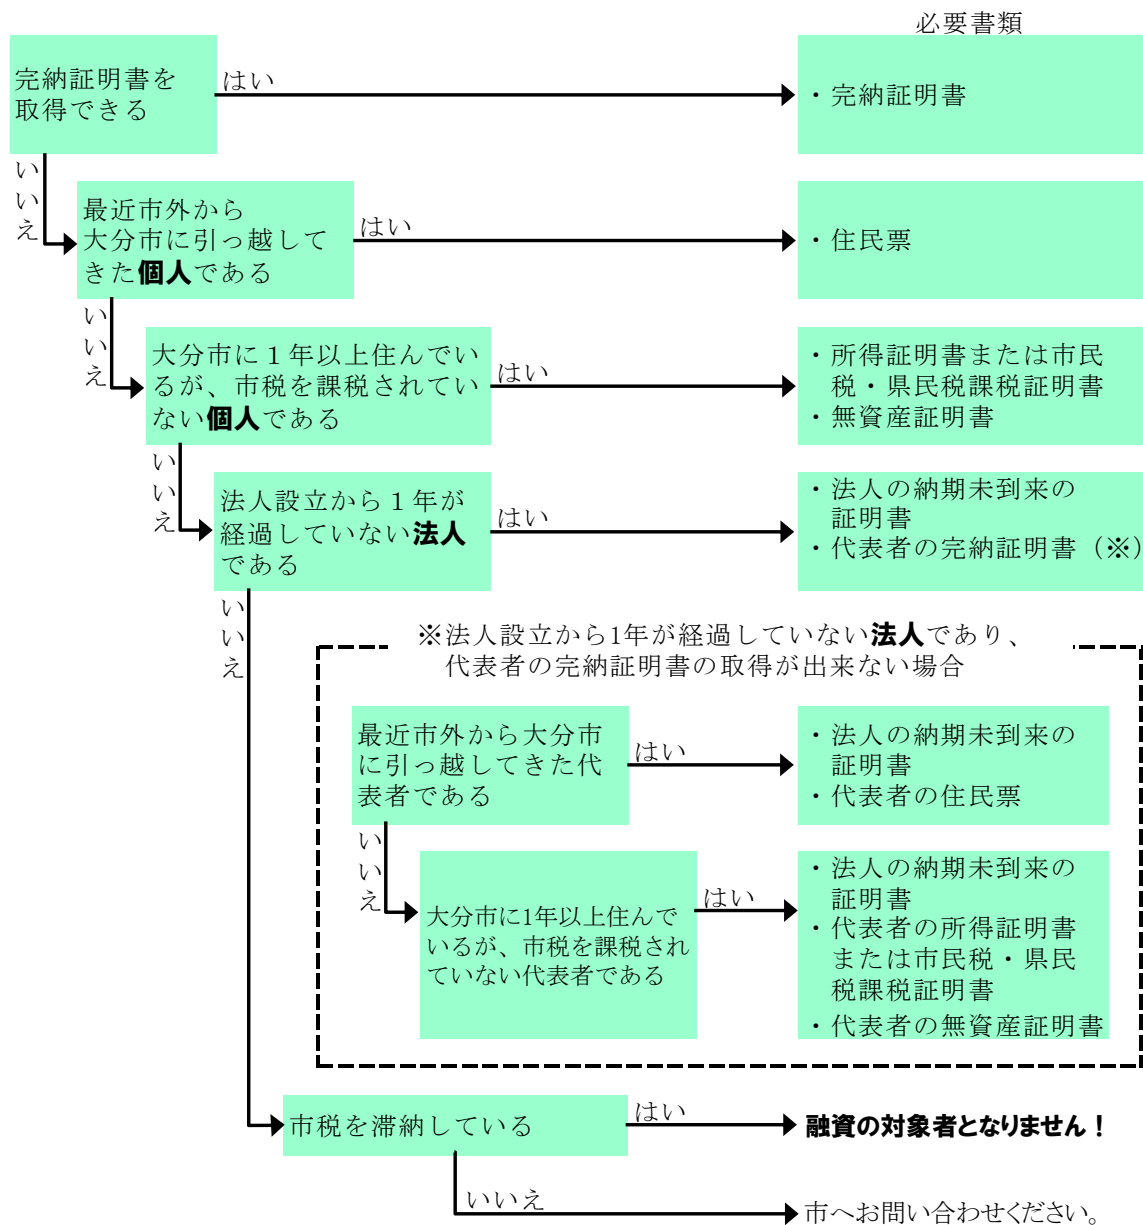 必要書類
完納証明書を
取得できる
はい
・完納証明書
いいえ
最近市外から
大分市に引っ越して
きた個人である
はい
・住民票
いいえ
大分市に１年以上住んでい
るが、市税を課税されてい
ない個人である
はい
・所得証明書または市民
税・県民税課税証明書
・無資産証明書
いいえ
法人設立から１年が
経過していない法人
である
はい
・法人の納期未到来の
証明書
・代表者の完納証明書（※）
いいえ
※法人設立から1年が経過していない法人であり、
代表者の完納証明書の取得が出来ない場合
最近市外から大分市
に引っ越してきた代
表者である
はい
・法人の納期未到来の
証明書
・代表者の住民票
いいえ
大分市に1年以上住んで
いるが、市税を課税され
ていない代表者である
はい
・法人の納期未到来の
証明書
・代表者の所得証明書
または市民税・県民
税課税証明書
・代表者の無資産証明書
市税を滞納している
はい
融資の対象者となりません！
いいえ
市へお問い合わせください。